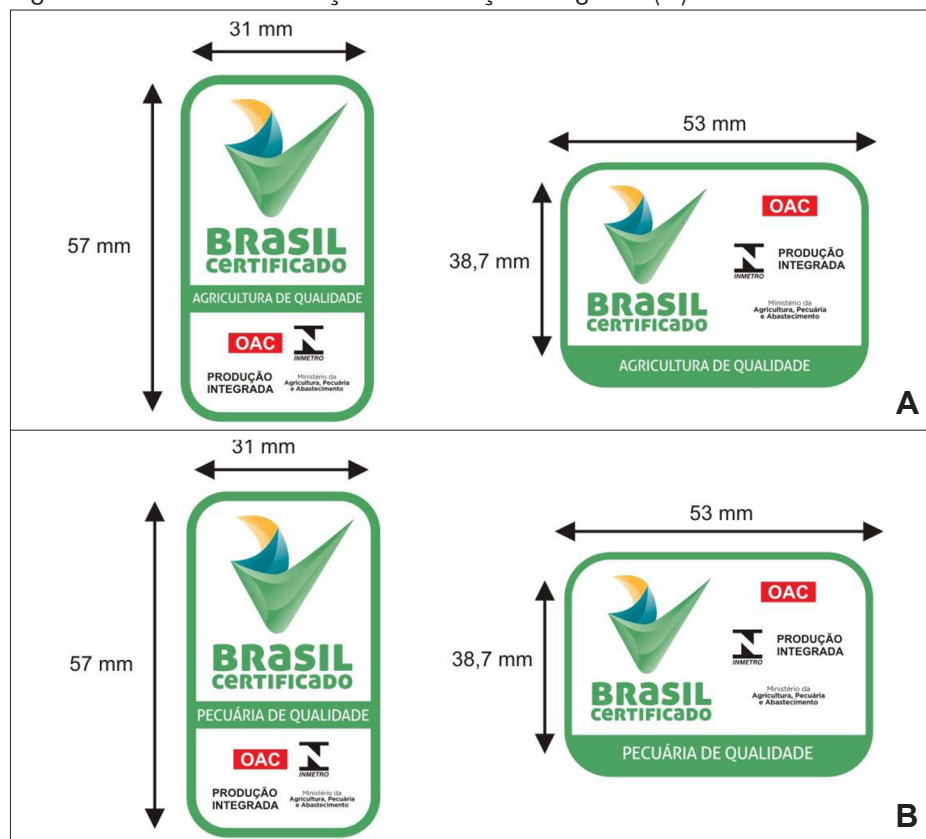 31 mm
57 mm
BRasIL
CERTIFICADO
AGRICULTURA DE QUALIDADE
OAC
INMETRO
PRODUÇÃO
INTEGRADA
Ministério da
Agricultura, Pecuária
e Abastecimento
53 mm
38,7 mm
BRasIL
CERTIFICADO
OAC
INMETRO
PRODUÇÃO
INTEGRADA
Ministério da
Agricultura, Pecuária
e Abastecimento
AGRICULTURA DE QUALIDADE
A
31 mm
57 mm
BRasIL
CERTIFICADO
PECUÁRIA DE QUALIDADE
OAC
INMETRO
PRODUÇÃO
INTEGRADA
Ministério da
Agricultura, Pecuária
e Abastecimento
53 mm
38,7 mm
BRasIL
CERTIFICADO
OAC
INMETRO
PRODUÇÃO
INTEGRADA
Ministério da
Agricultura, Pecuária
e Abastecimento
PECUÁRIA DE QUALIDADE
B